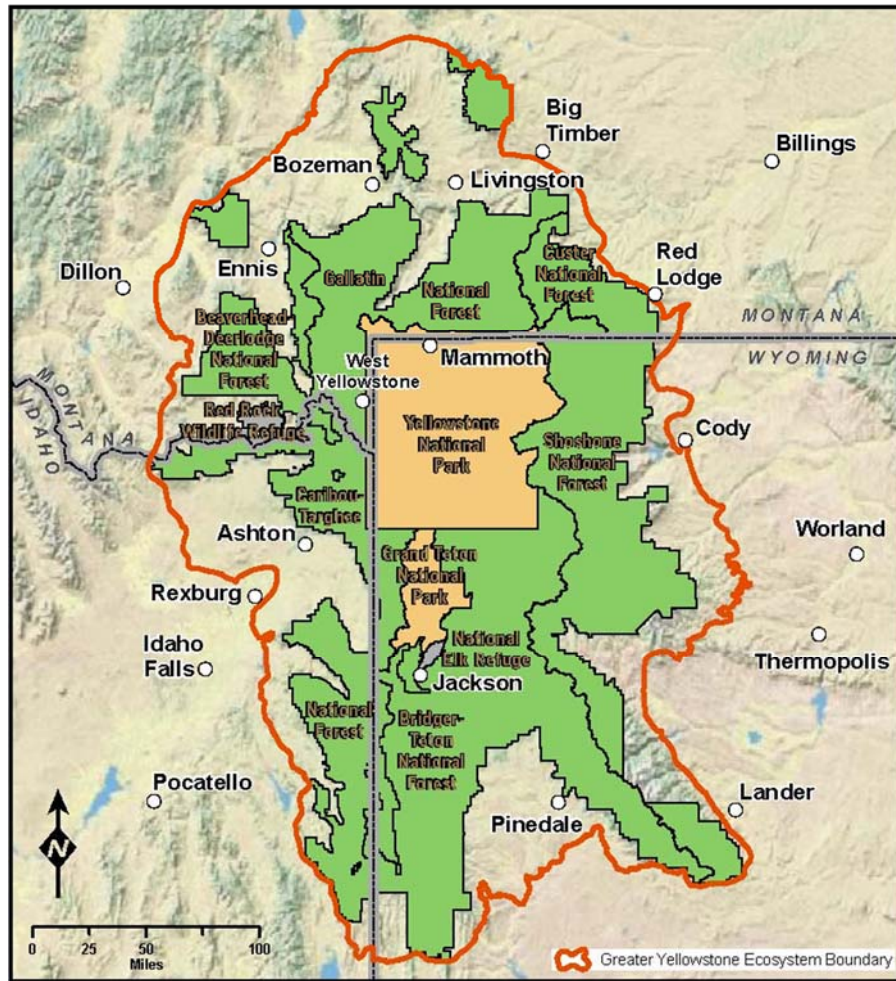 Big
Timber
Billings
Bozeman
Livingston
Dillon
Ennis
Gallatin
National
Forest
Custer
National
Forest
Red
Lodge
Beaverhead
Deerlodge
National
Forest
MONTANA
WYOMING
Mammoth
West
Yellowstone
MONTANA
IDAHO
Red Rock
Wildlife Refuge
Yellowstone
National
Park
Shoshone
National
Forest
Cody
Caribou-
Targhee
Ashton
Worland
Grand Teton
National
Park
Rexburg
National
Elk Refuge
Thermopolis
Idaho
Falls
Jackson
National
Forest
Bridger-
Teton
National
Forest
Pocatello
Pinedale
Lander
N
0 25 50 100
Miles
Greater Yellowstone Ecosystem Boundary